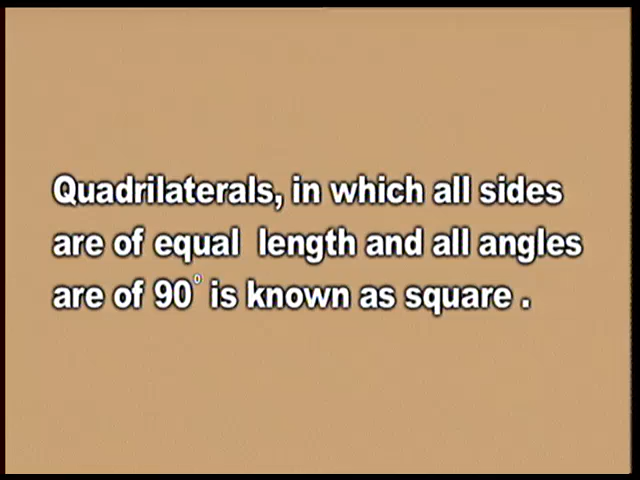 Quadrilaterals, in which all sides
are of equal length and all angles
are of 90° is known as square .